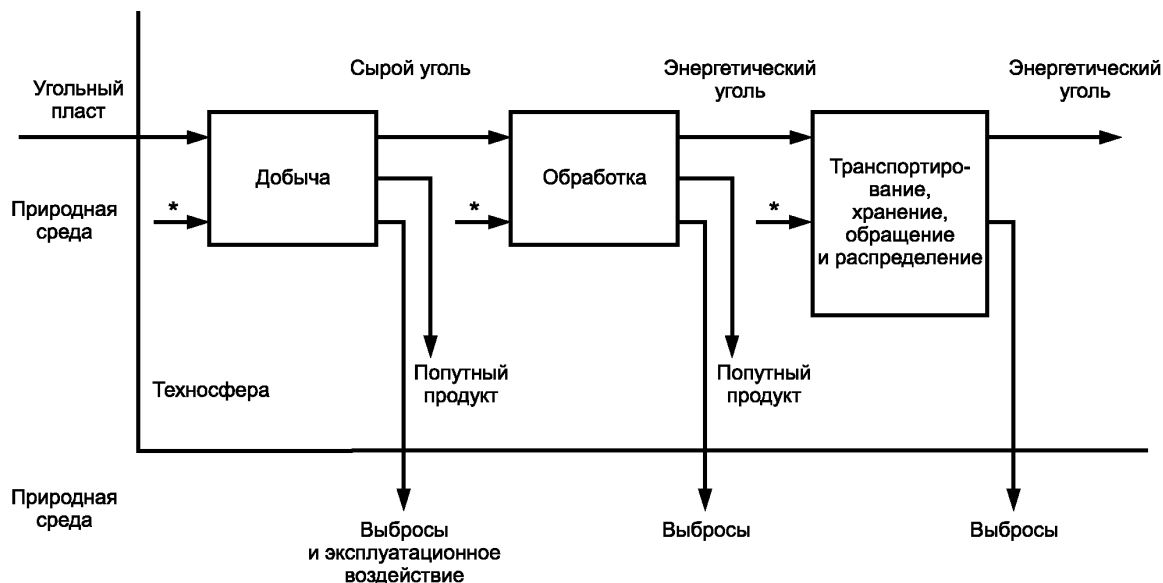 Сырой уголь
Энергетический
уголь
Энергетический
уголь
Угольный
пласт
Добыча
Обработка
Транспортиро-
вание,
хранение,
обращение
и распределение
Природная
среда
*
*
*
Попутный
продукт
Попутный
продукт
Техносфера
Природная
среда
Выбросы
и эксплуатационное
воздействие
Выбросы
Выбросы